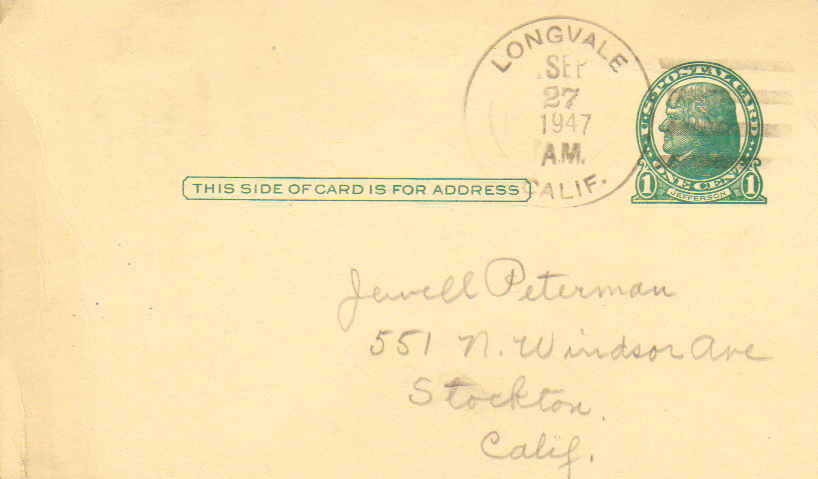 LONGVALE
SEP
27
1947
A.M.
CALIF.
U.S. POSTAL CARD
ONE CENT
1 1
JEFFERSON
THIS SIDE OF CARD IS FOR ADDRESS
Jewell Peterman
551 N. Windsor Ave
Stockton.
Calif.